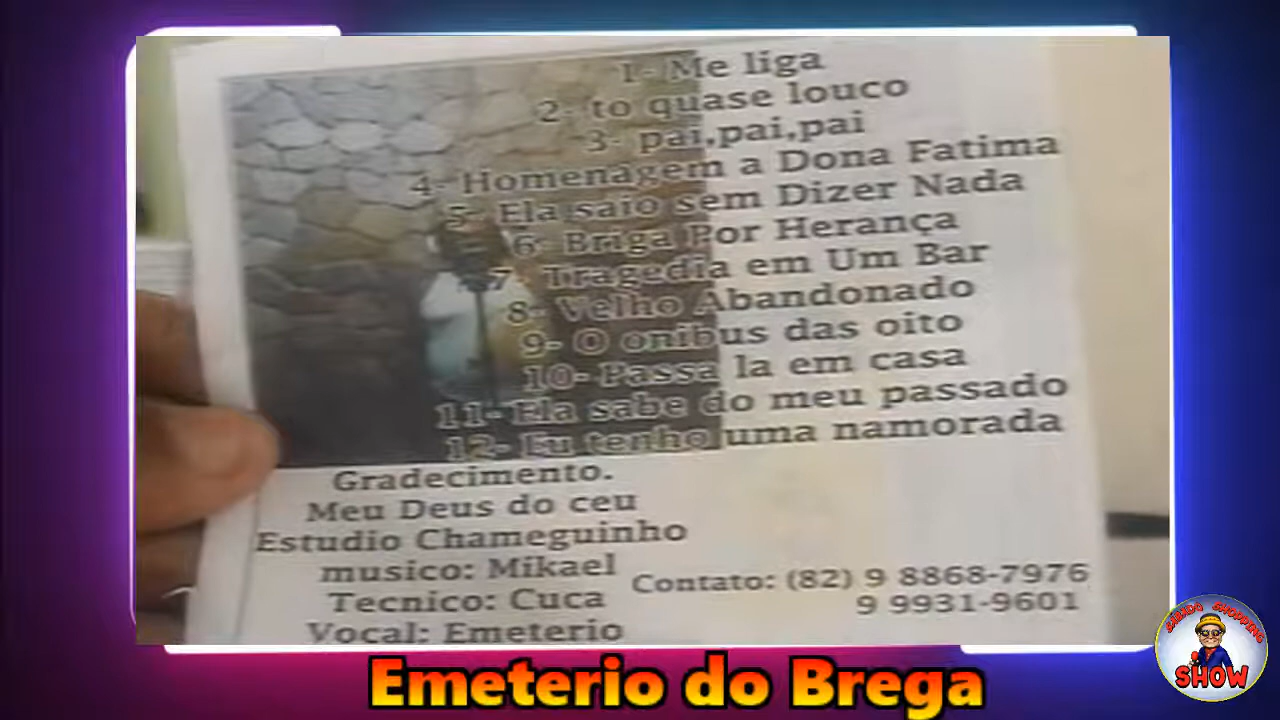 1- Me liga
2- to quase louco
3- pai,pai,pai
4- Homenagem a Dona Fatima
5- Ela saio sem Dizer Nada
6- Briga Por Herança
7- Tragedia em Um Bar
8- Velho Abandonado
9- O onibus das oito
10- Passa la em casa
11- Ela sabe do meu passado
12- Eu tenho uma namorada
Gradecimento.
Meu Deus do ceu
Estudio Chameguinho
musico: Mikael
Tecnico: Cuca
Vocal: Emeterio
Contato: (82) 9 8868-7976
9 9931-9601
Emeterio do Brega
SABADO SHOPPING
SHOW